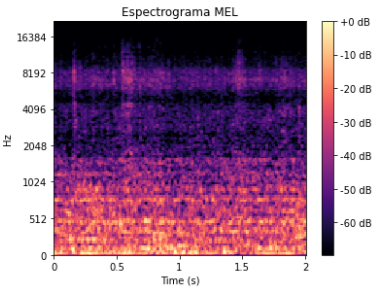 Espectrograma MEL
16384
8192
4096
2048
1024
512
0
Hz
0
0.5
1
1.5
2
Time (s)
+0 dB
-10 dB
-20 dB
-30 dB
-40 dB
-50 dB
-60 dB